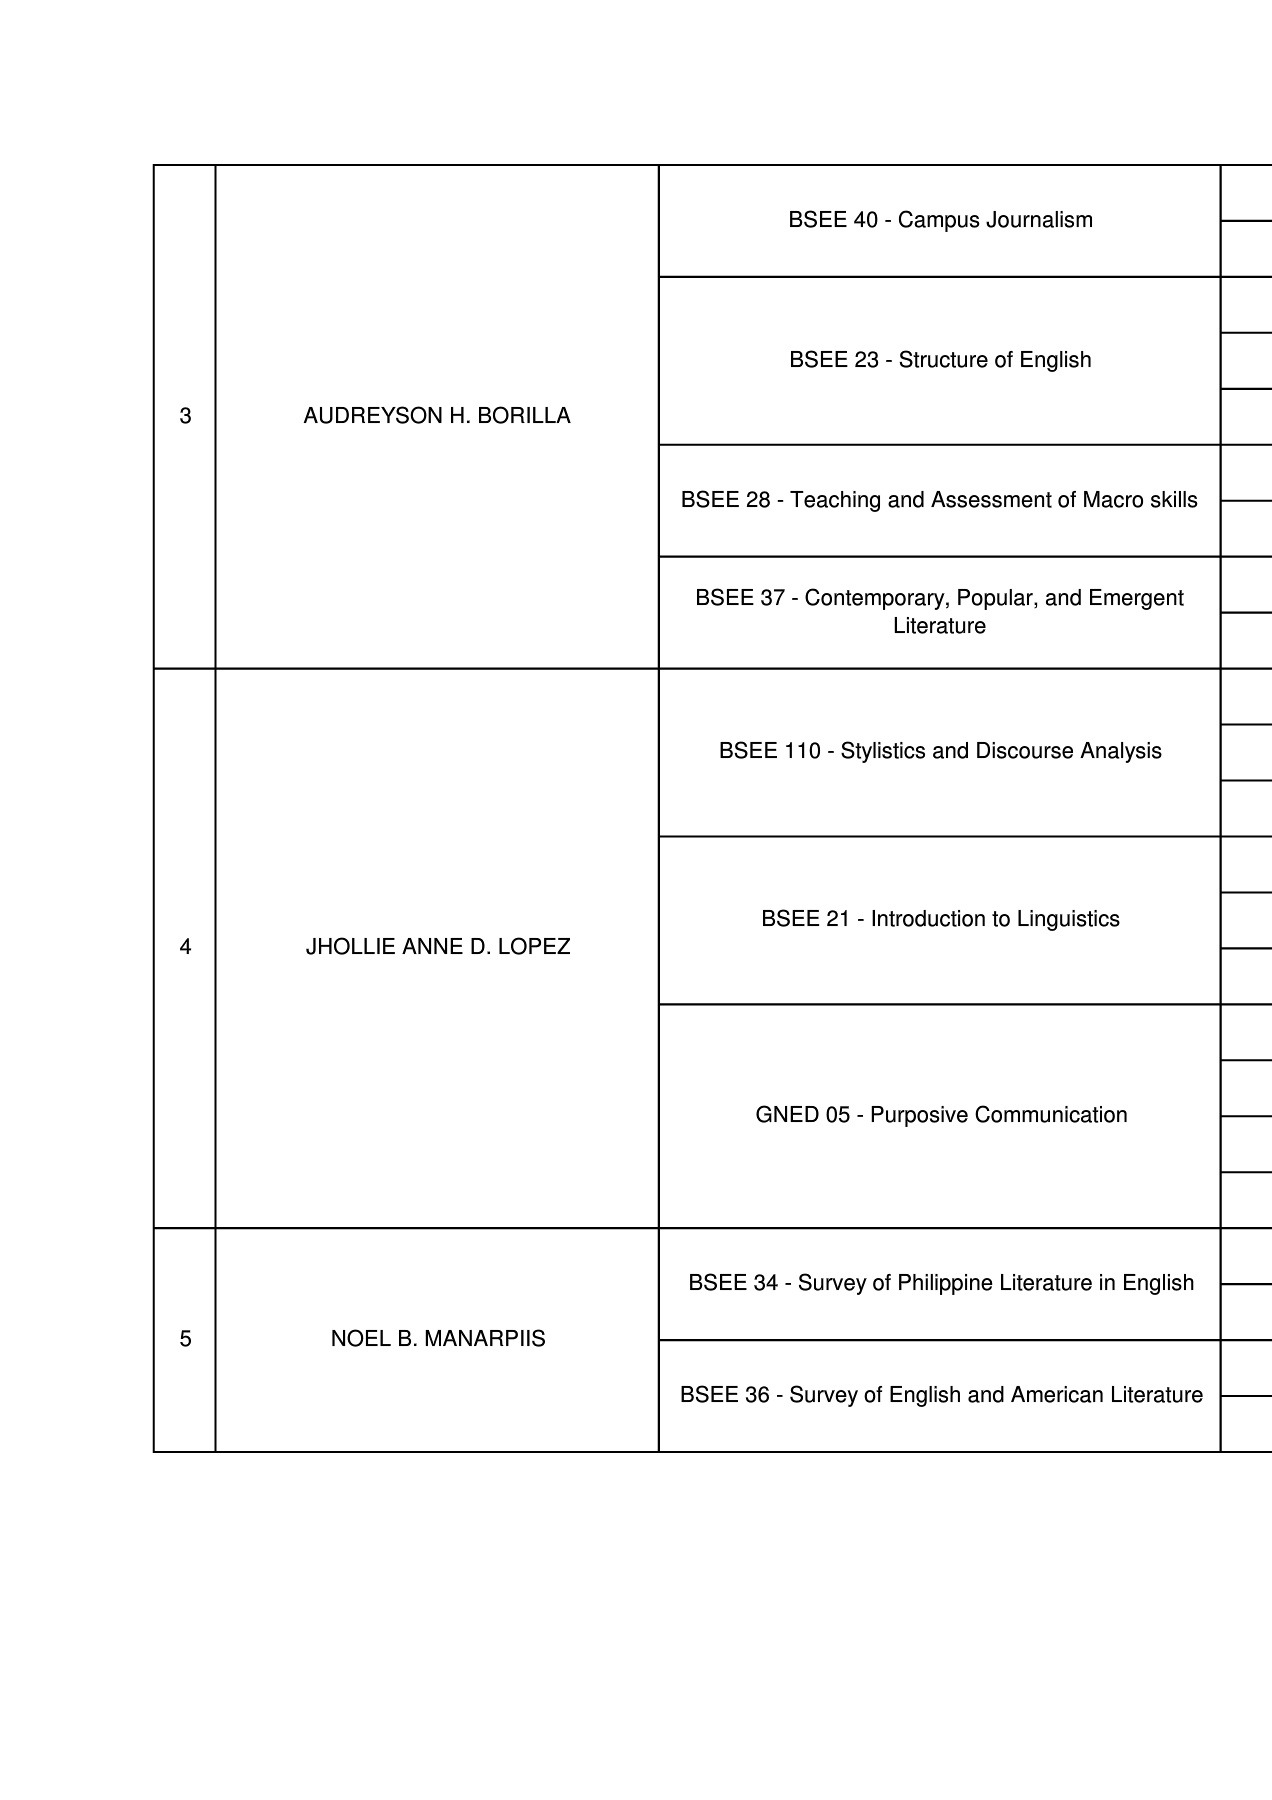 BSEE 40 - Campus Journalism
BSEE 23 - Structure of English
3
AUDREYSON H. BORILLA
BSEE 28 - Teaching and Assessment of Macro skills
BSEE 37 - Contemporary, Popular, and Emergent
Literature
BSEE 110 - Stylistics and Discourse Analysis
BSEE 21 - Introduction to Linguistics
4
JHOLLIE ANNE D. LOPEZ
GNED 05 - Purposive Communication
BSEE 34 - Survey of Philippine Literature in English
5
NOEL B. MANARPIIS
BSEE 36 - Survey of English and American Literature